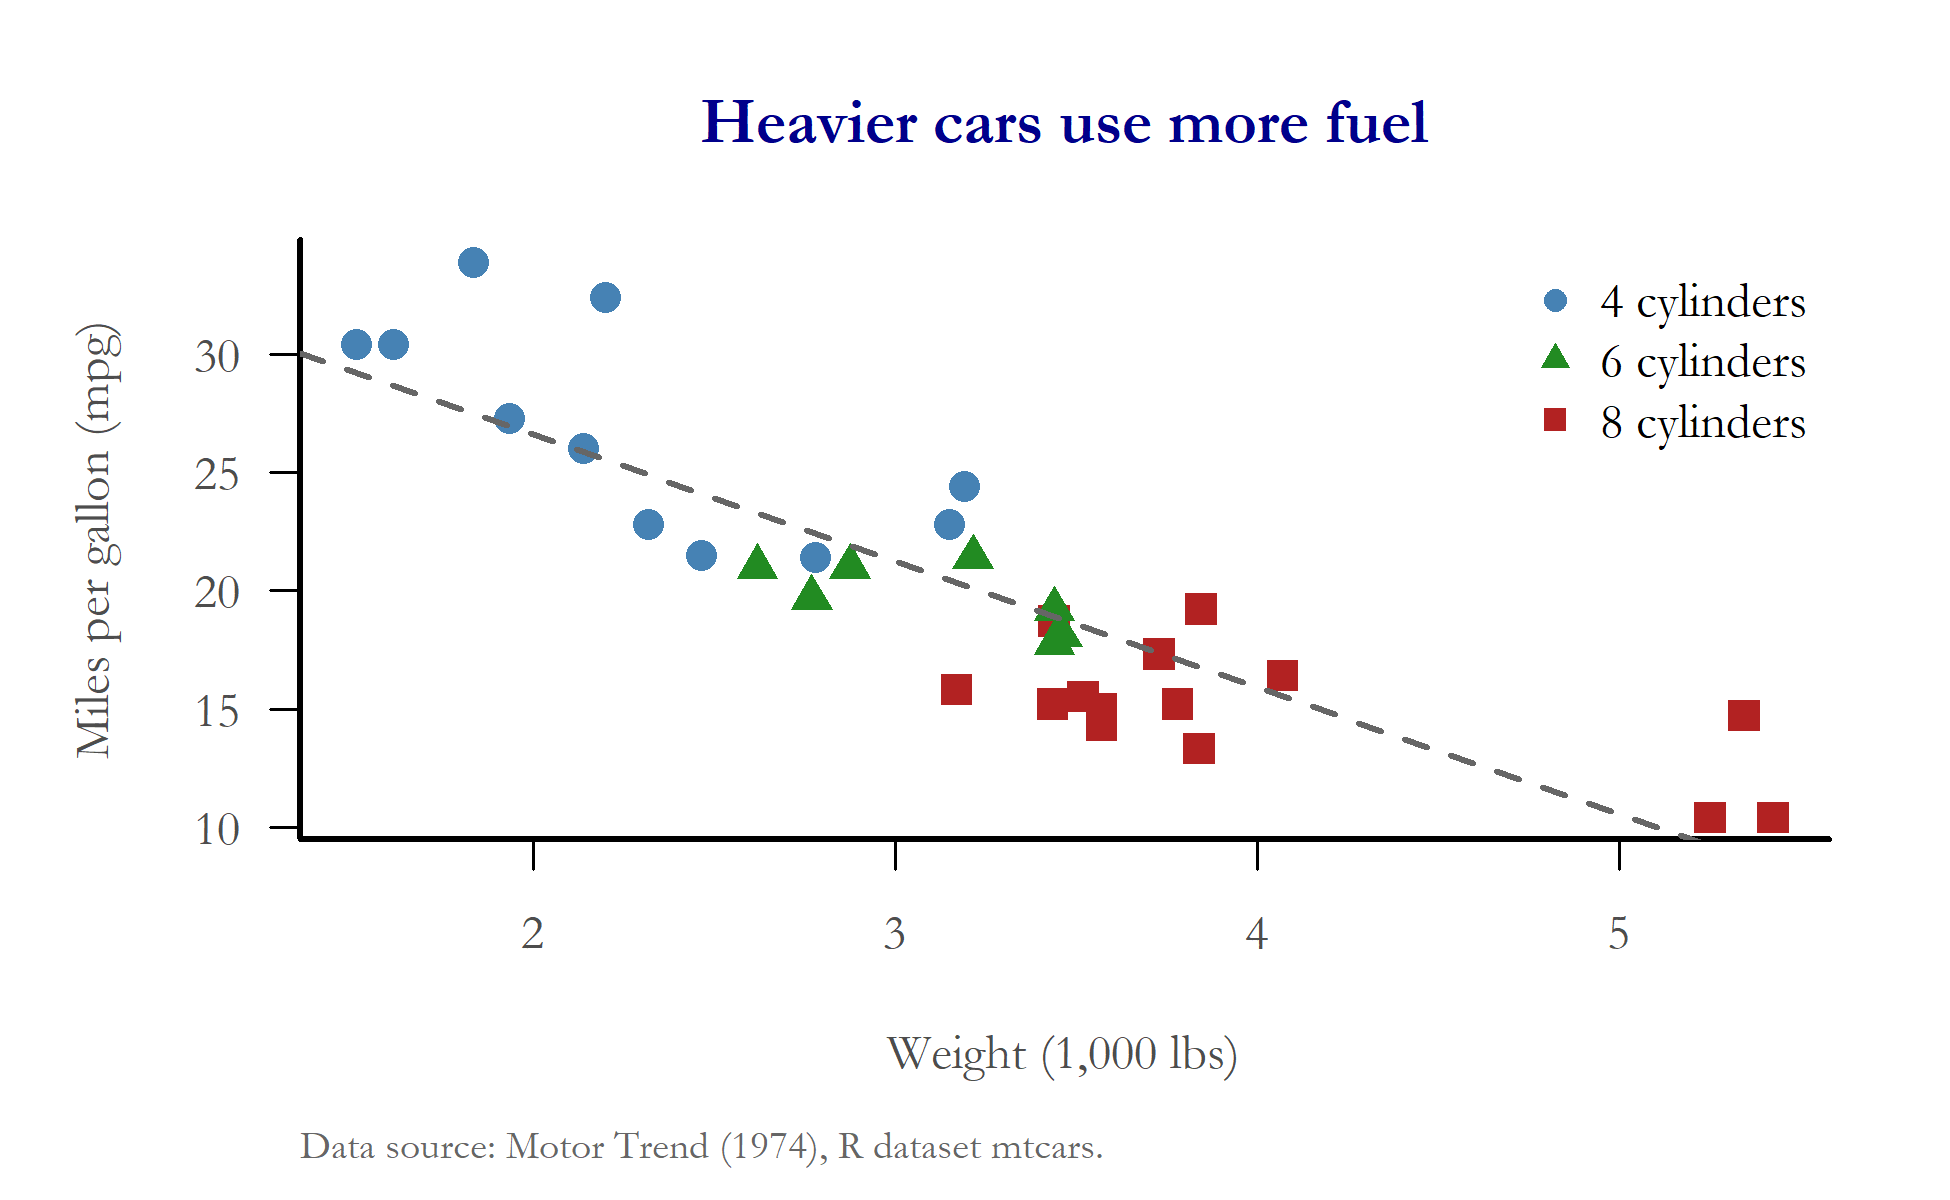 Heavier cars use more fuel
4 cylinders
6 cylinders
8 cylinders
Miles per gallon (mpg)
30
25
20
15
10
2 3 4 5
Weight (1,000 lbs)
Data source: Motor Trend (1974), R dataset mtcars.